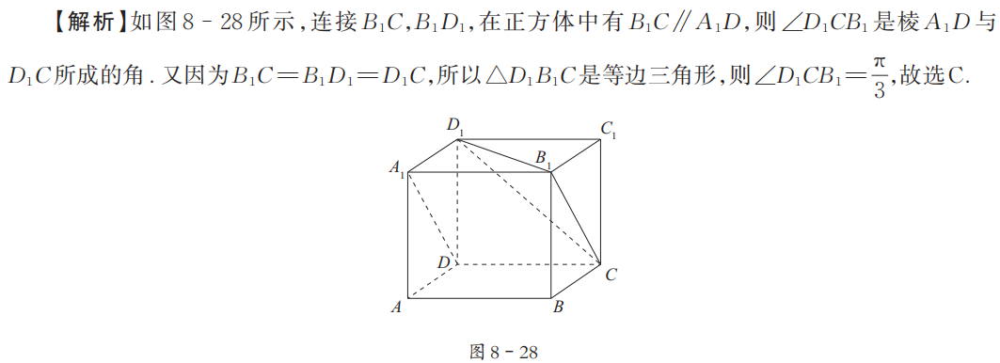 【解析】如图8-28所示,连接B₁C,B₁D₁,在正方体中有B₁C∥A₁D,则∠D₁CB₁是棱A₁D与
D₁C所成的角.又因为B₁C=B₁D₁=D₁C,所以△D₁B₁C是等边三角形,则∠D₁CB₁=π/3,故选C.
D₁
C₁
A₁
B₁
D
C
A
B
图8-28